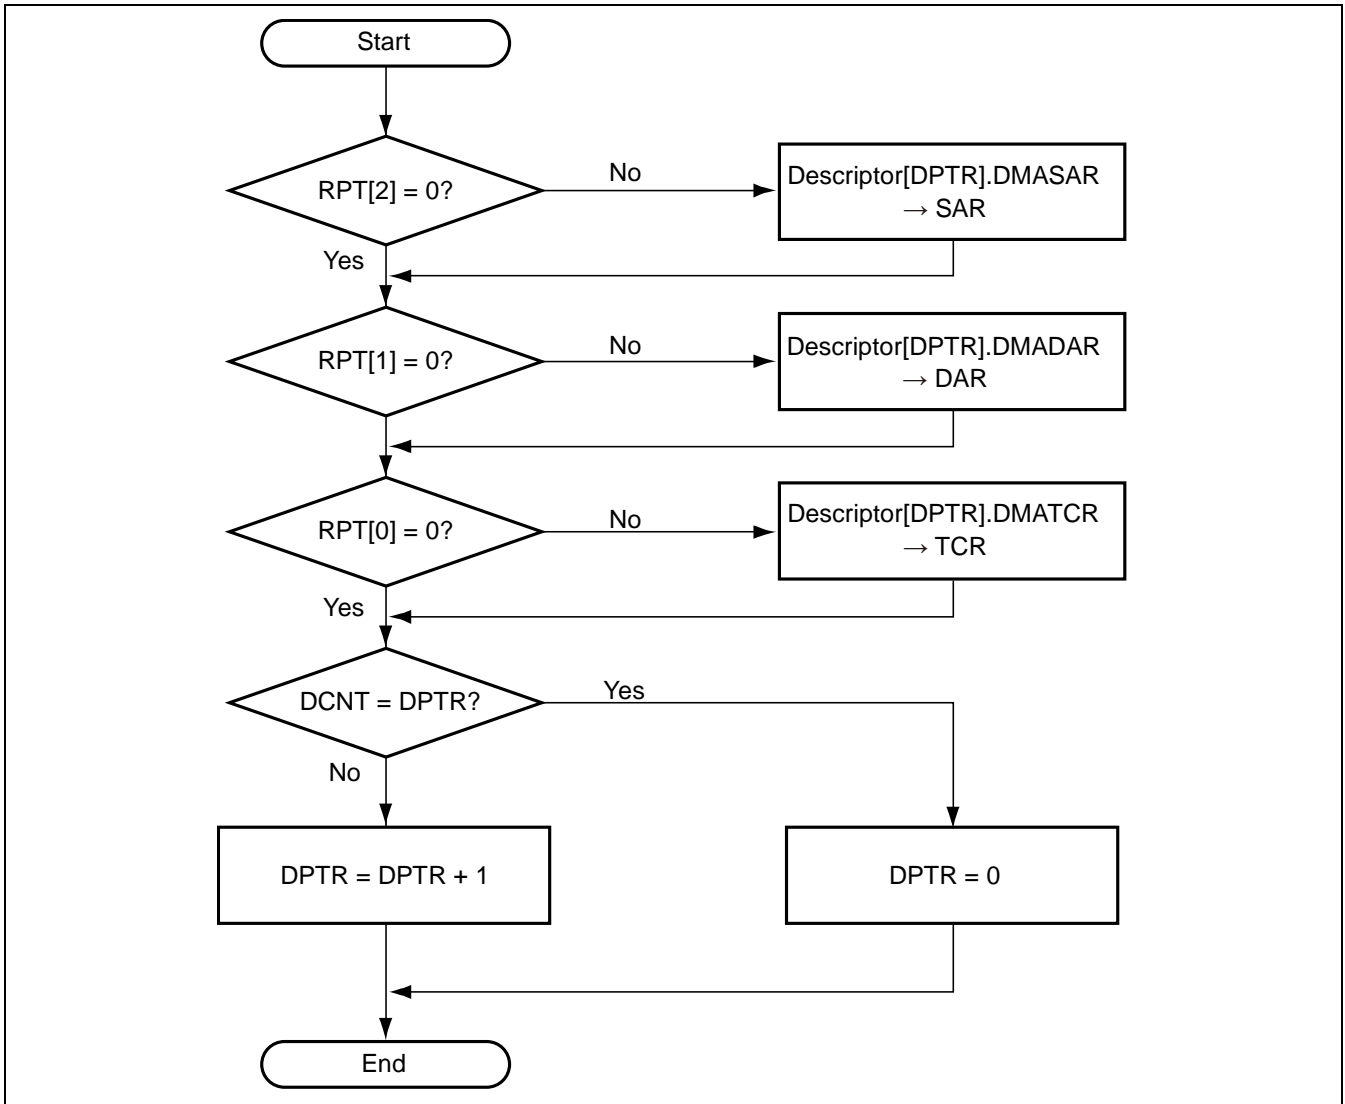 Start
RPT[2] = 0?
No
Descriptor[DPTR].DMASAR
→ SAR
Yes
RPT[1] = 0?
No
Descriptor[DPTR].DMADAR
→ DAR
RPT[0] = 0?
No
Descriptor[DPTR].DMATCR
→ TCR
Yes
DCNT = DPTR?
Yes
No
DPTR = DPTR + 1
DPTR = 0
End